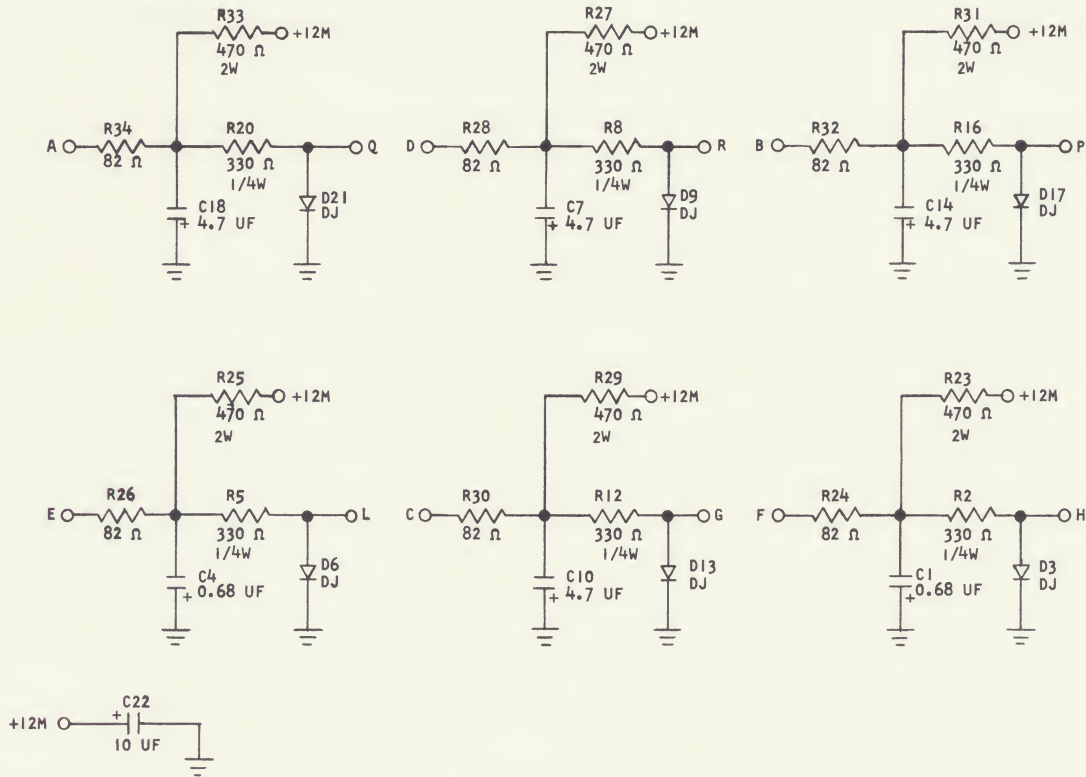 R33
+12M
470 Ω
2W
A
R34
82 Ω
R20
330 Ω
1/4W
Q
C18
+ 4.7 UF
D21
DJ
R27
+12M
470 Ω
2W
D
R28
82 Ω
R8
330 Ω
1/4W
R
C7
+ 4.7 UF
D9
DJ
R31
+12M
470 Ω
2W
B
R32
82 Ω
R16
330 Ω
1/4W
P
C14
+ 4.7 UF
D17
DJ
R25
+12M
470 Ω
2W
E
R26
82 Ω
R5
330 Ω
1/4W
L
C4
+ 0.68 UF
D6
DJ
R29
+12M
470 Ω
2W
C
R30
82 Ω
R12
330 Ω
1/4W
G
C10
+ 4.7 UF
D13
DJ
R23
+12M
470 Ω
2W
F
R24
82 Ω
R2
330 Ω
1/4W
H
C1
+ 0.68 UF
D3
DJ
C22
+12M
+
10 UF